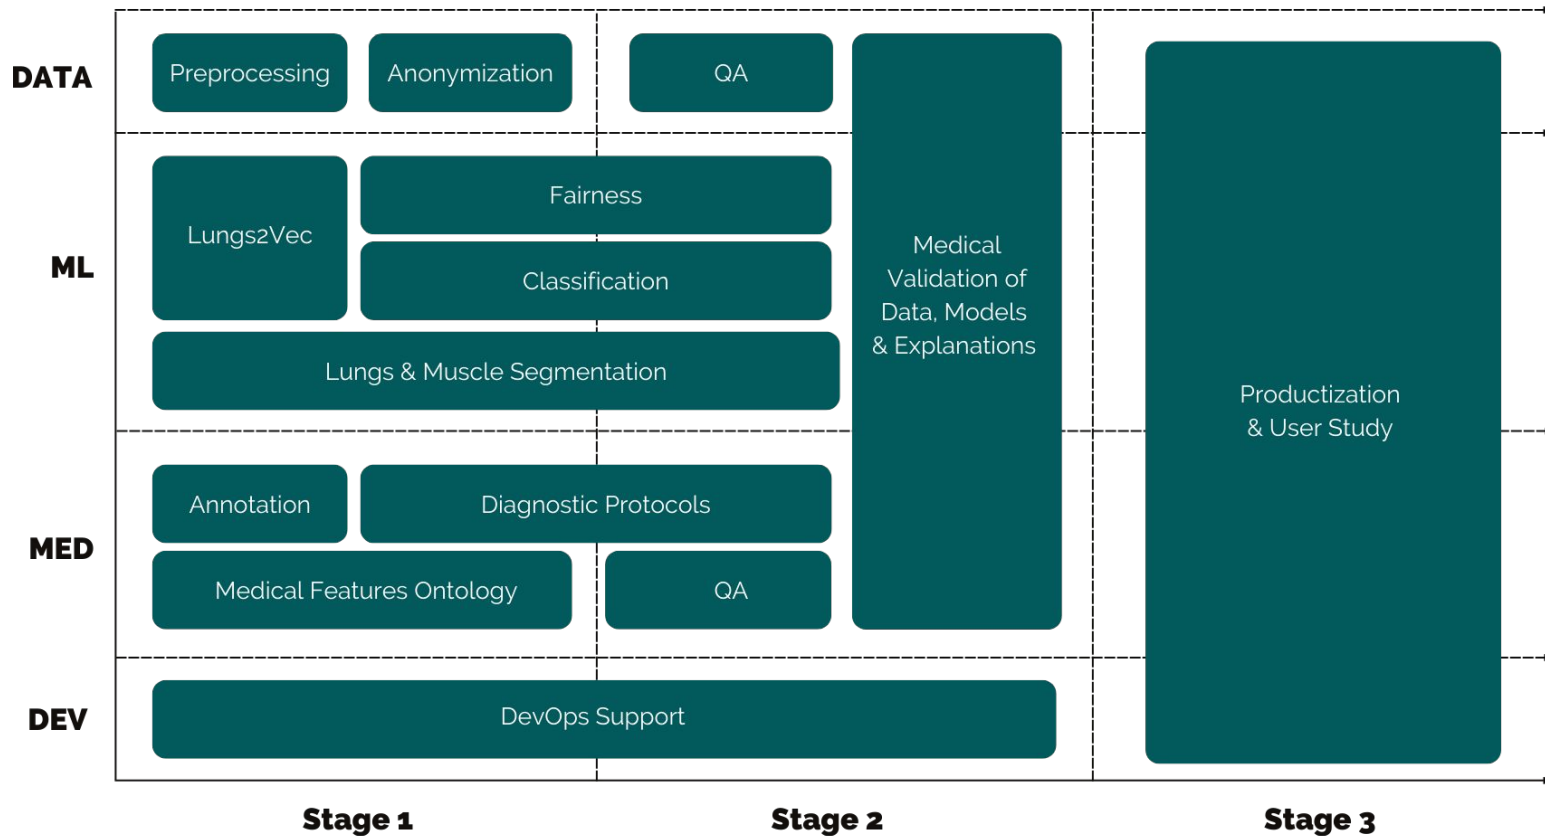 DATA
Preprocessing
Anonymization
QA
ML
Lungs2Vec
Fairness
Classification
Lungs & Muscle Segmentation
Medical
Validation of
Data, Models
& Explanations
Productization
& User Study
MED
Annotation
Diagnostic Protocols
Medical Features Ontology
QA
DEV
DevOps Support
Stage 1
Stage 2
Stage 3